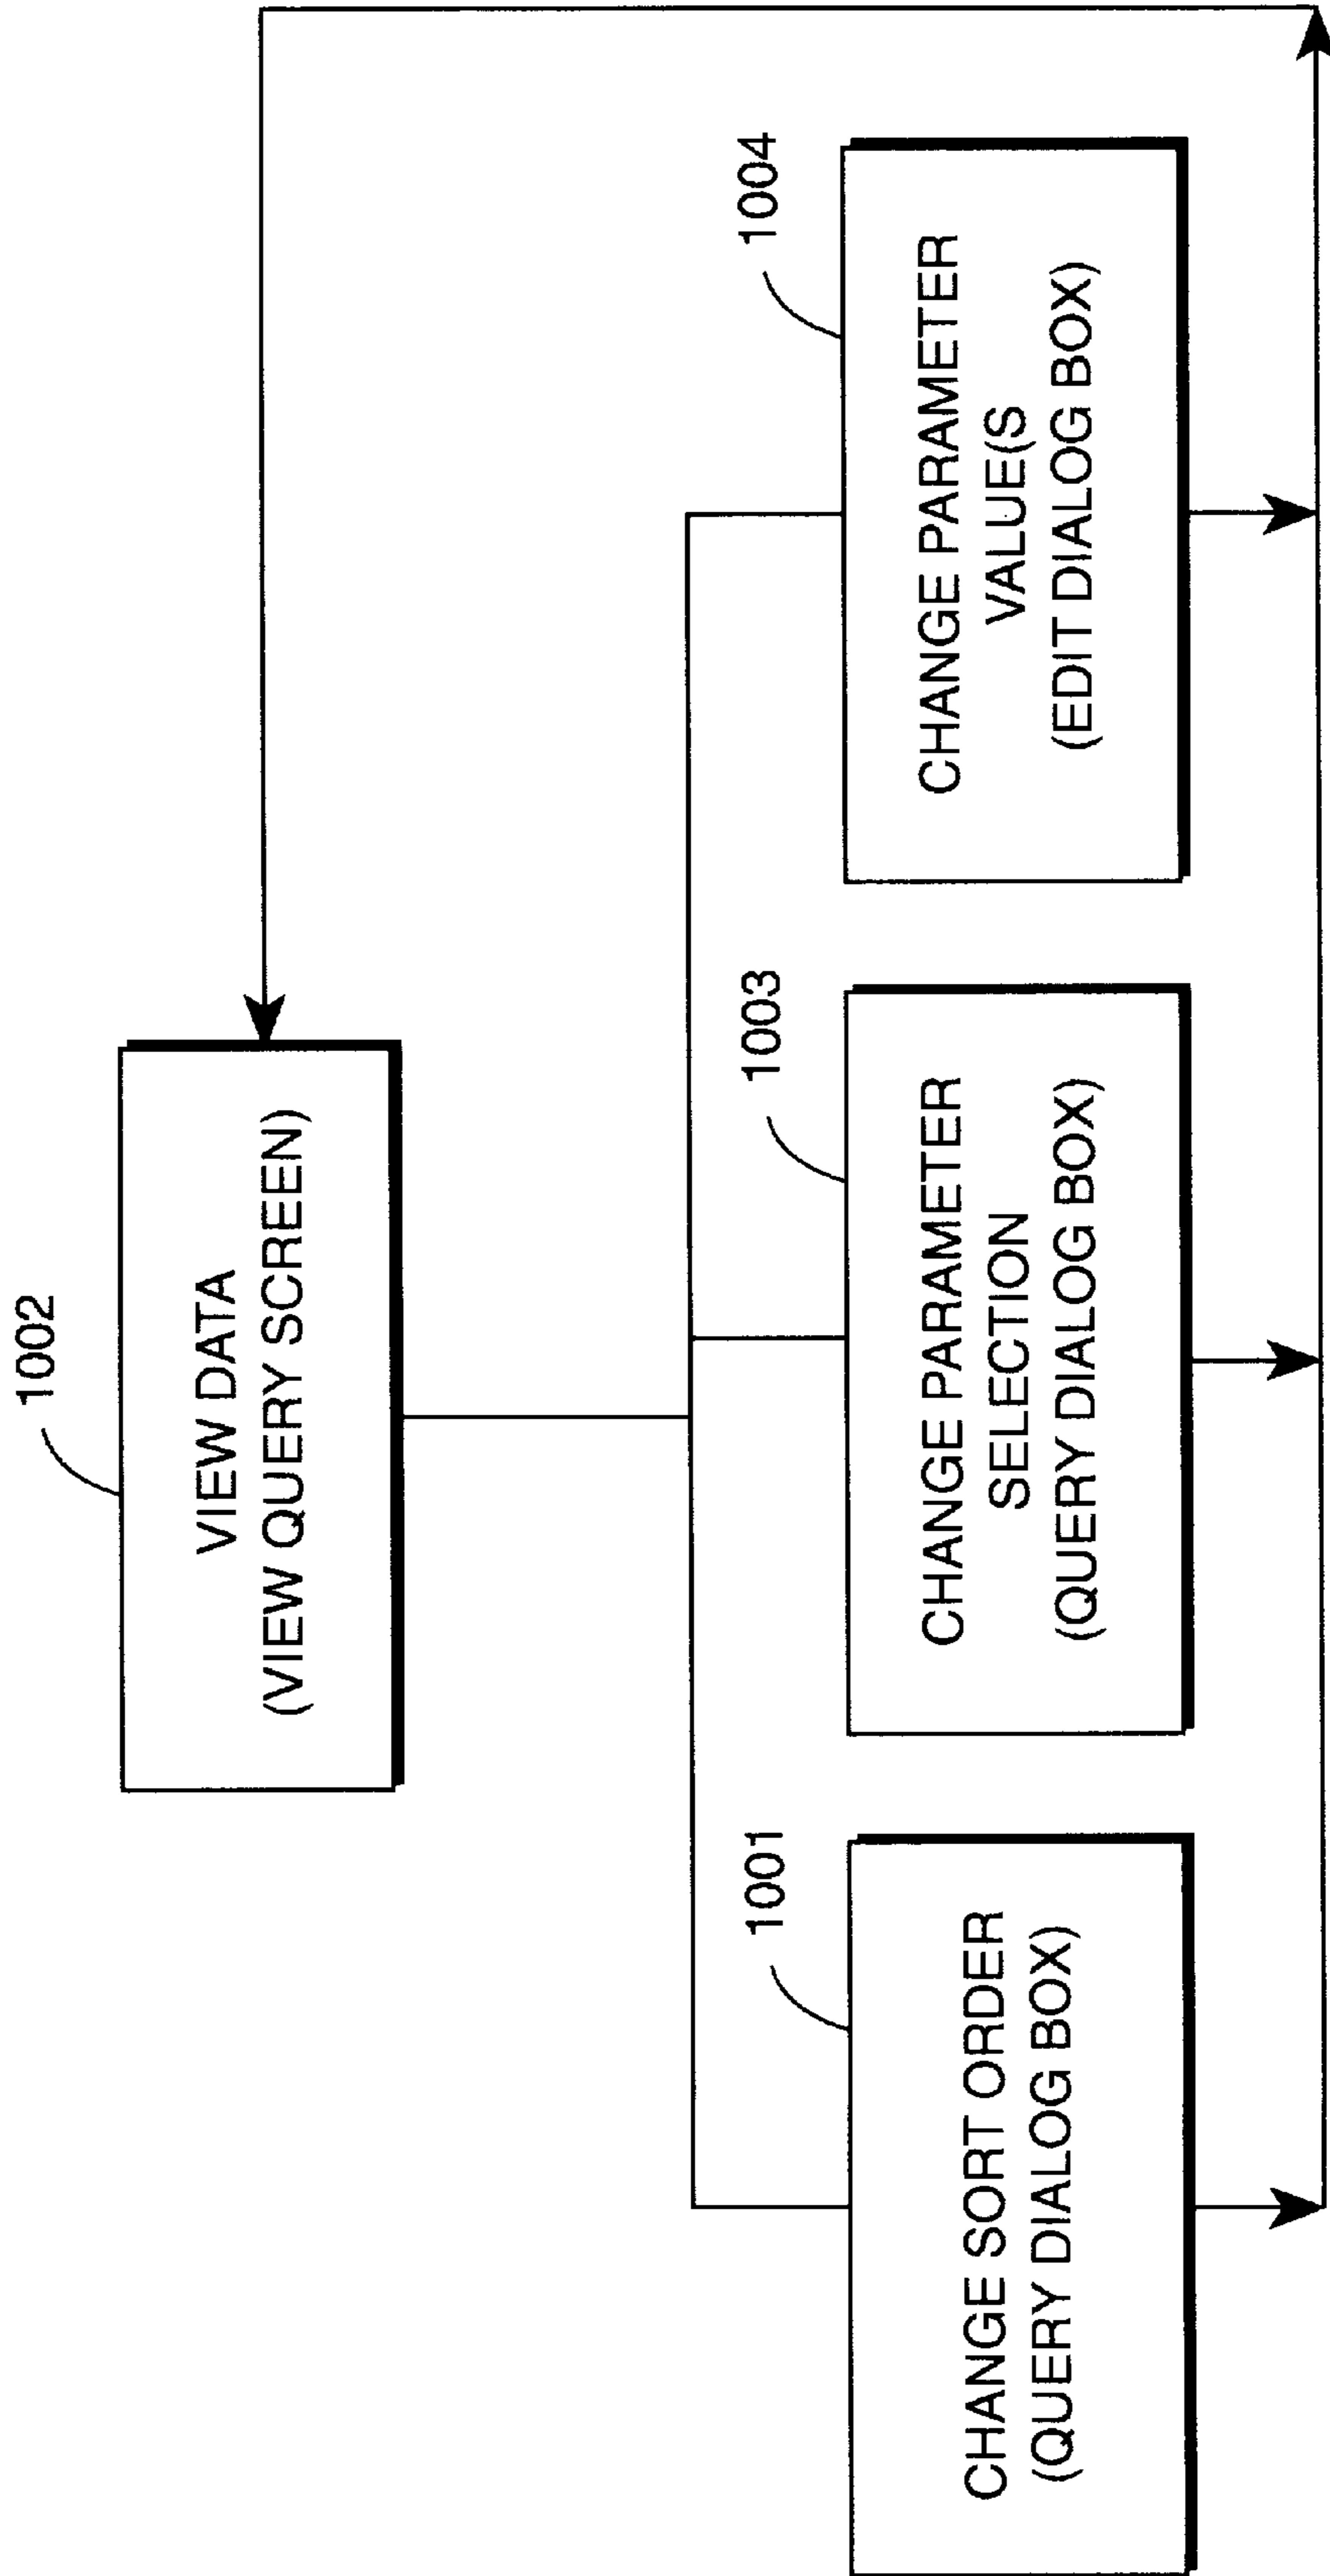 1002
VIEW DATA
(VIEW QUERY SCREEN)
1001
CHANGE SORT ORDER
(QUERY DIALOG BOX)
1003
CHANGE PARAMETER
SELECTION
(QUERY DIALOG BOX)
1004
CHANGE PARAMETER
VALUE(S
(EDIT DIALOG BOX)